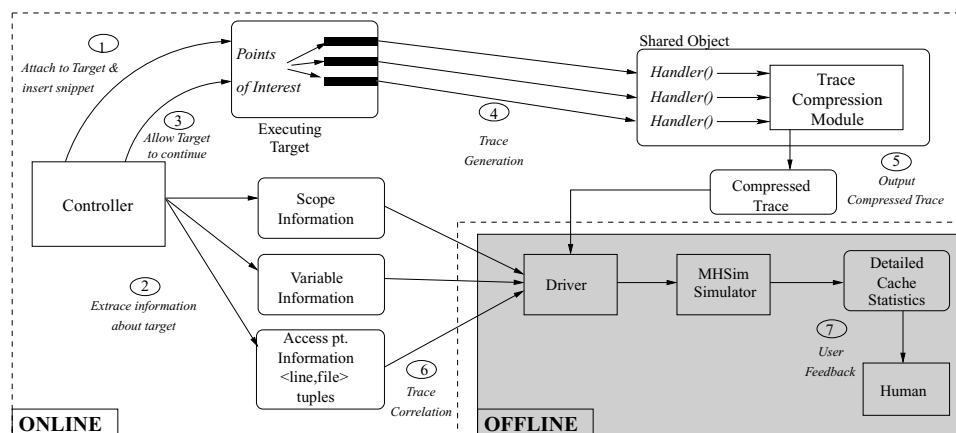 1
Attach to Target &
insert snippet
Points
of Interest
Executing
Target
3
Allow Target
to continue
4
Trace
Generation
Shared Object
Handler()
Handler()
Handler()
Trace
Compression
Module
5
Output
Compressed Trace
Compressed
Trace
Controller
2
Extrace information
about target
Scope
Information
Variable
Information
Access pt.
Information
<line,file>
tuples
6
Trace
Correlation
Driver
MHSim
Simulator
Detailed
Cache
Statistics
7
User
Feedback
Human
ONLINE
OFFLINE